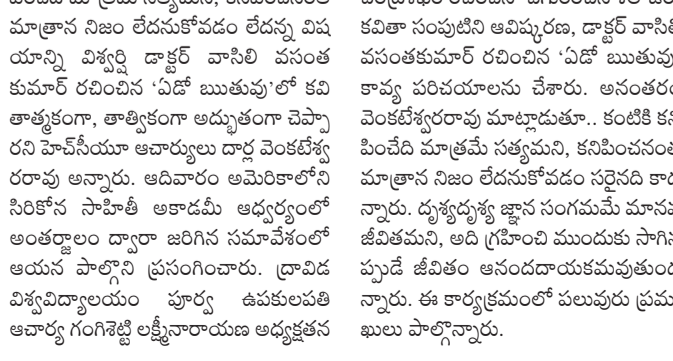 మాత్రాన నిజం లేదనుకోవడం లేదన్న విష
యాన్ని విశ్వర్షి డాక్టర్ వాసిలి వసంత
కుమార్ రచించిన ‘ఏడో ఋతువు’లో కవి
తాత్మకంగా, తాత్వికంగా అద్భుతంగా చెప్పా
రని హెచ్‌సీయూ ఆచార్యులు దార్ల వెంకటేశ్వ
రరావు అన్నారు. ఆదివారం అమెరికాలోని
సిరికోన సాహితీ అకాడమీ ఆధ్వర్యంలో
అంతర్జాలం ద్వారా జరిగిన సమావేశంలో
ఆయన పాల్గొని ప్రసంగించారు. ద్రావిడ
విశ్వవిద్యాలయం పూర్వ ఉపకులపతి
ఆచార్య గంగిశెట్టి లక్ష్మీనారాయణ అధ్యక్షతన
కవితా సంపుటిని ఆవిష్కరణ, డాక్టర్ వాసిలి
వసంతకుమార్ రచించిన ‘ఏడో ఋతువు
కావ్య పరిచయాలను చేశారు. అనంతరం
వెంకటేశ్వరరావు మాట్లాడుతూ.. కంటికి కని
పించేది మాత్రమే సత్యమని, కనిపించనంత
మాత్రాన నిజం లేదనుకోవడం సరైనది కాద
న్నారు. దృశ్యదృశ్య జ్ఞాన సంగమమే మానవ
జీవితమని, అది గ్రహించి ముందుకు సాగిన
ప్పుడే జీవితం ఆనందదాయకమవుతుంద
న్నారు. ఈ కార్యక్రమంలో పలువురు ప్రము
ఖులు పాల్గొన్నారు.